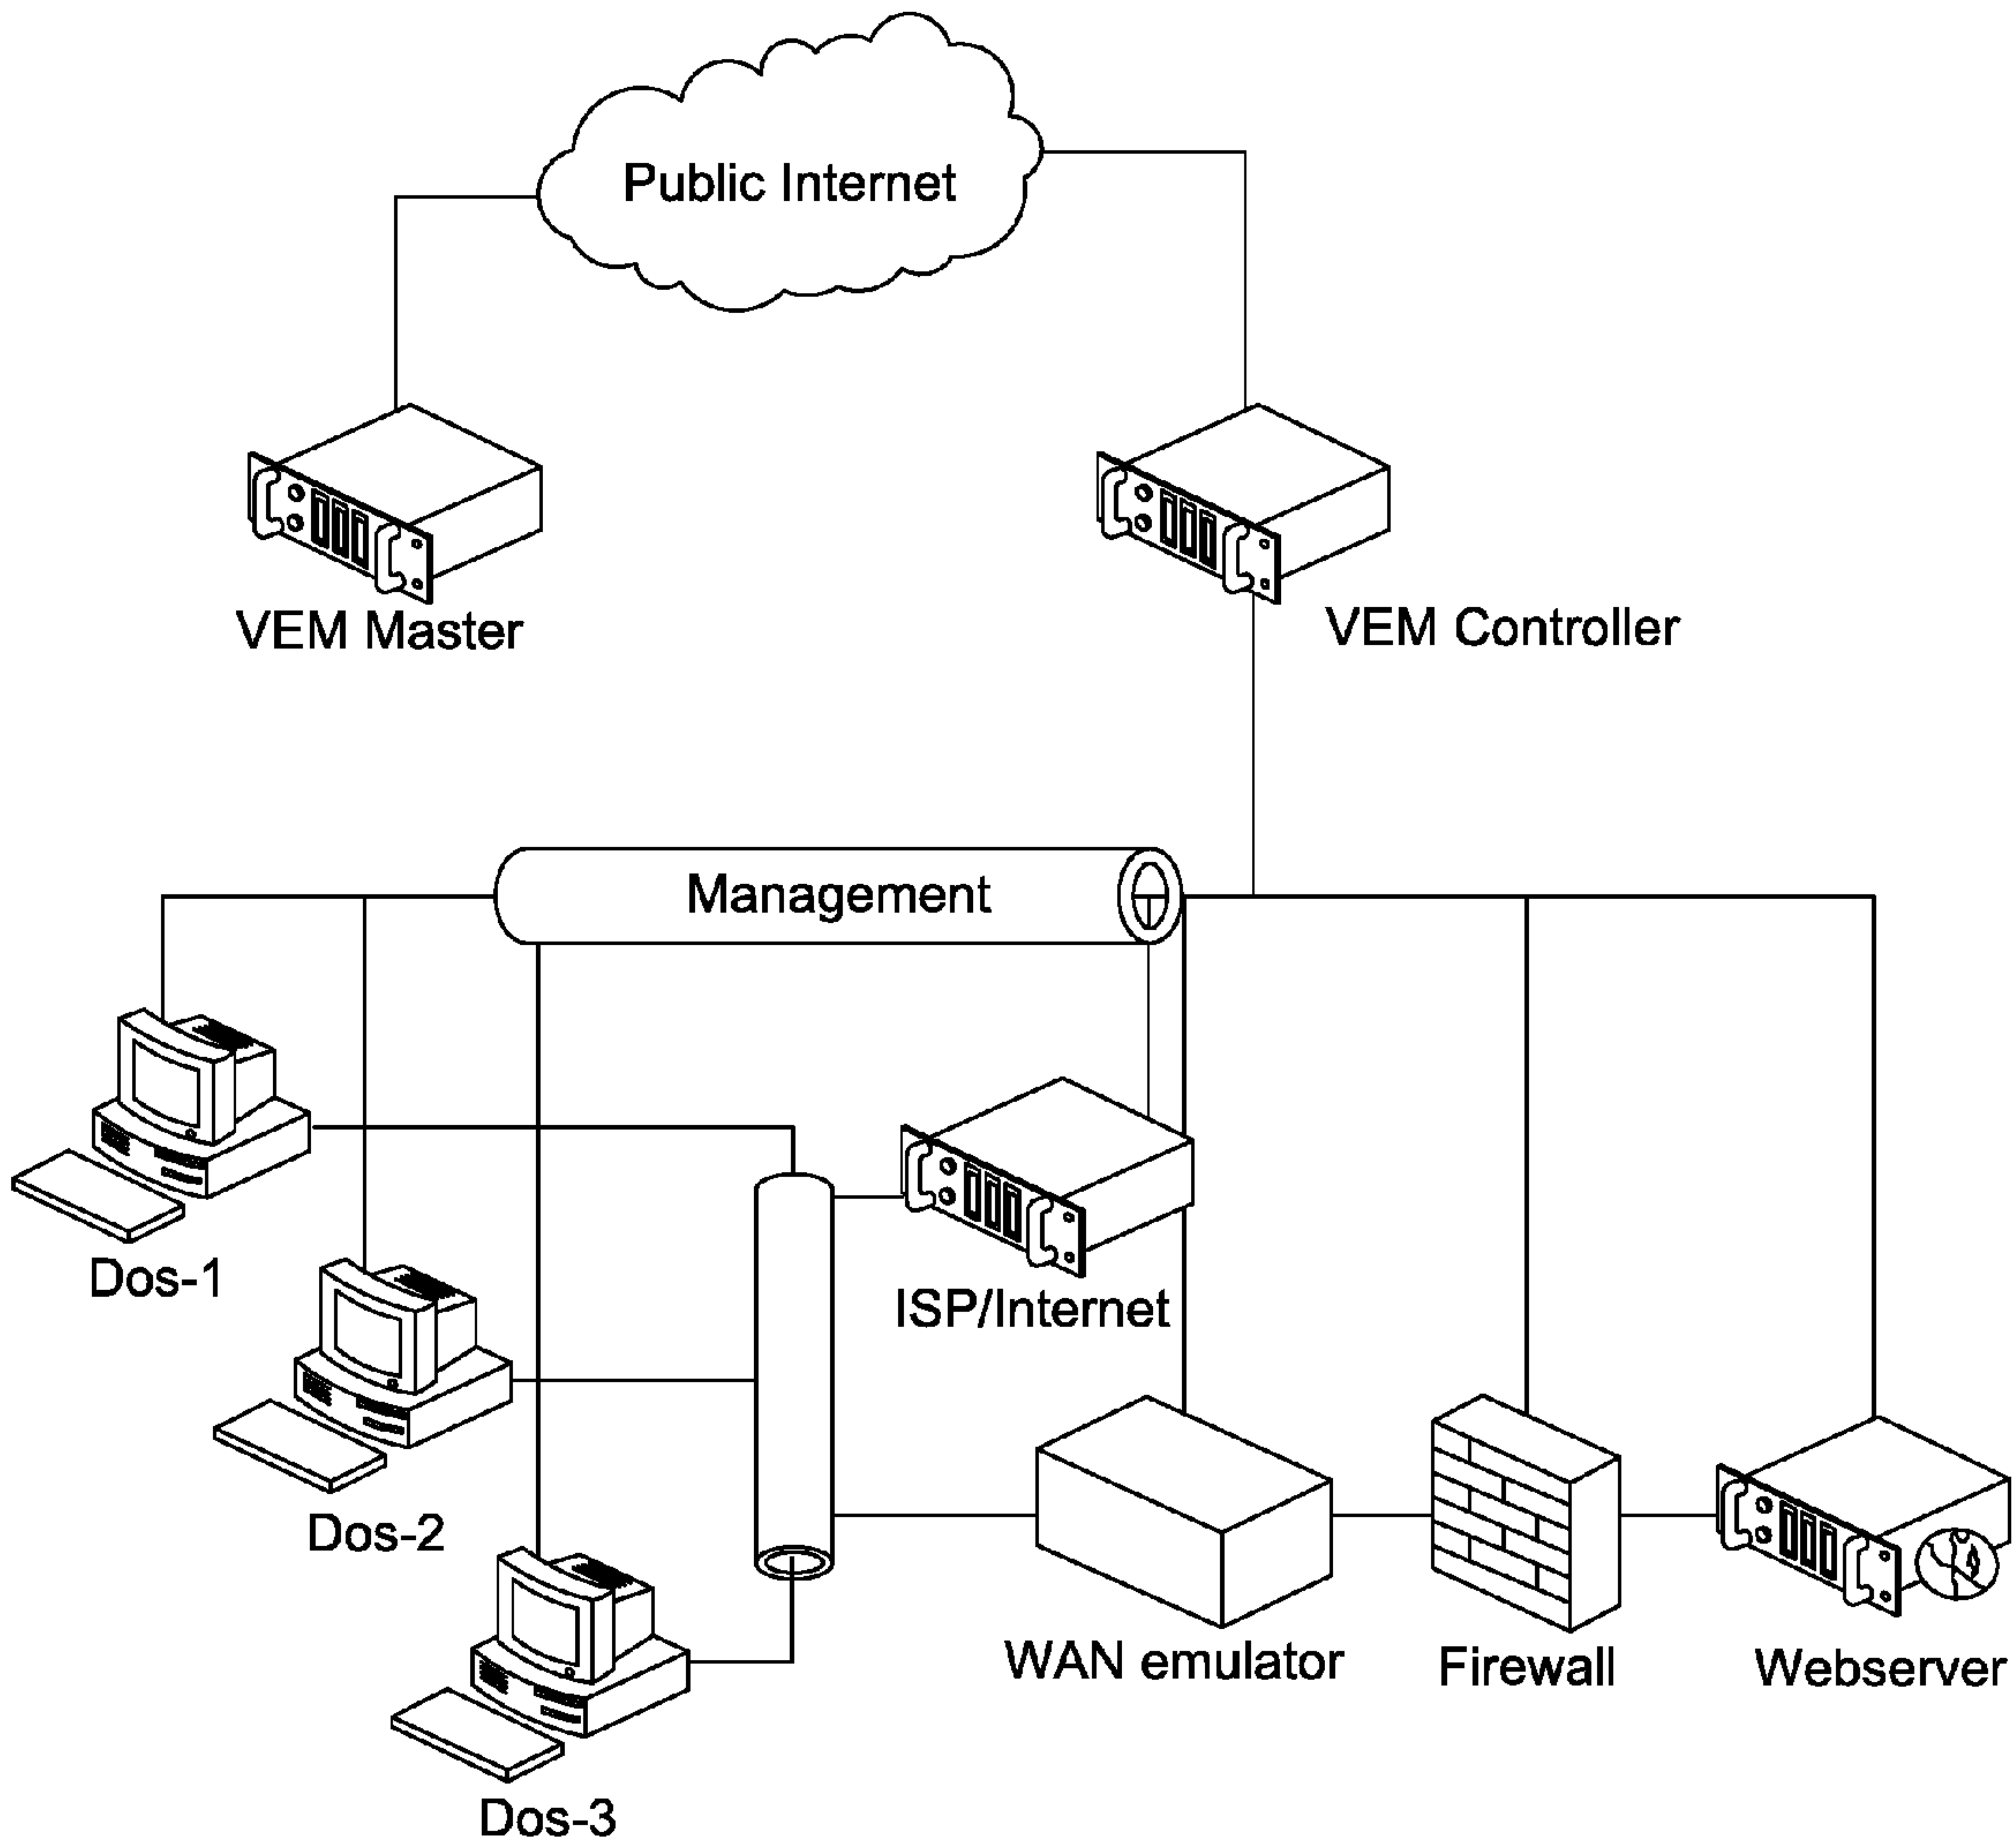 Public Internet
VEM Master
VEM Controller
Management
Dos-1
ISP/Internet
Dos-2
WAN emulator
Firewall
Webserver
Dos-3